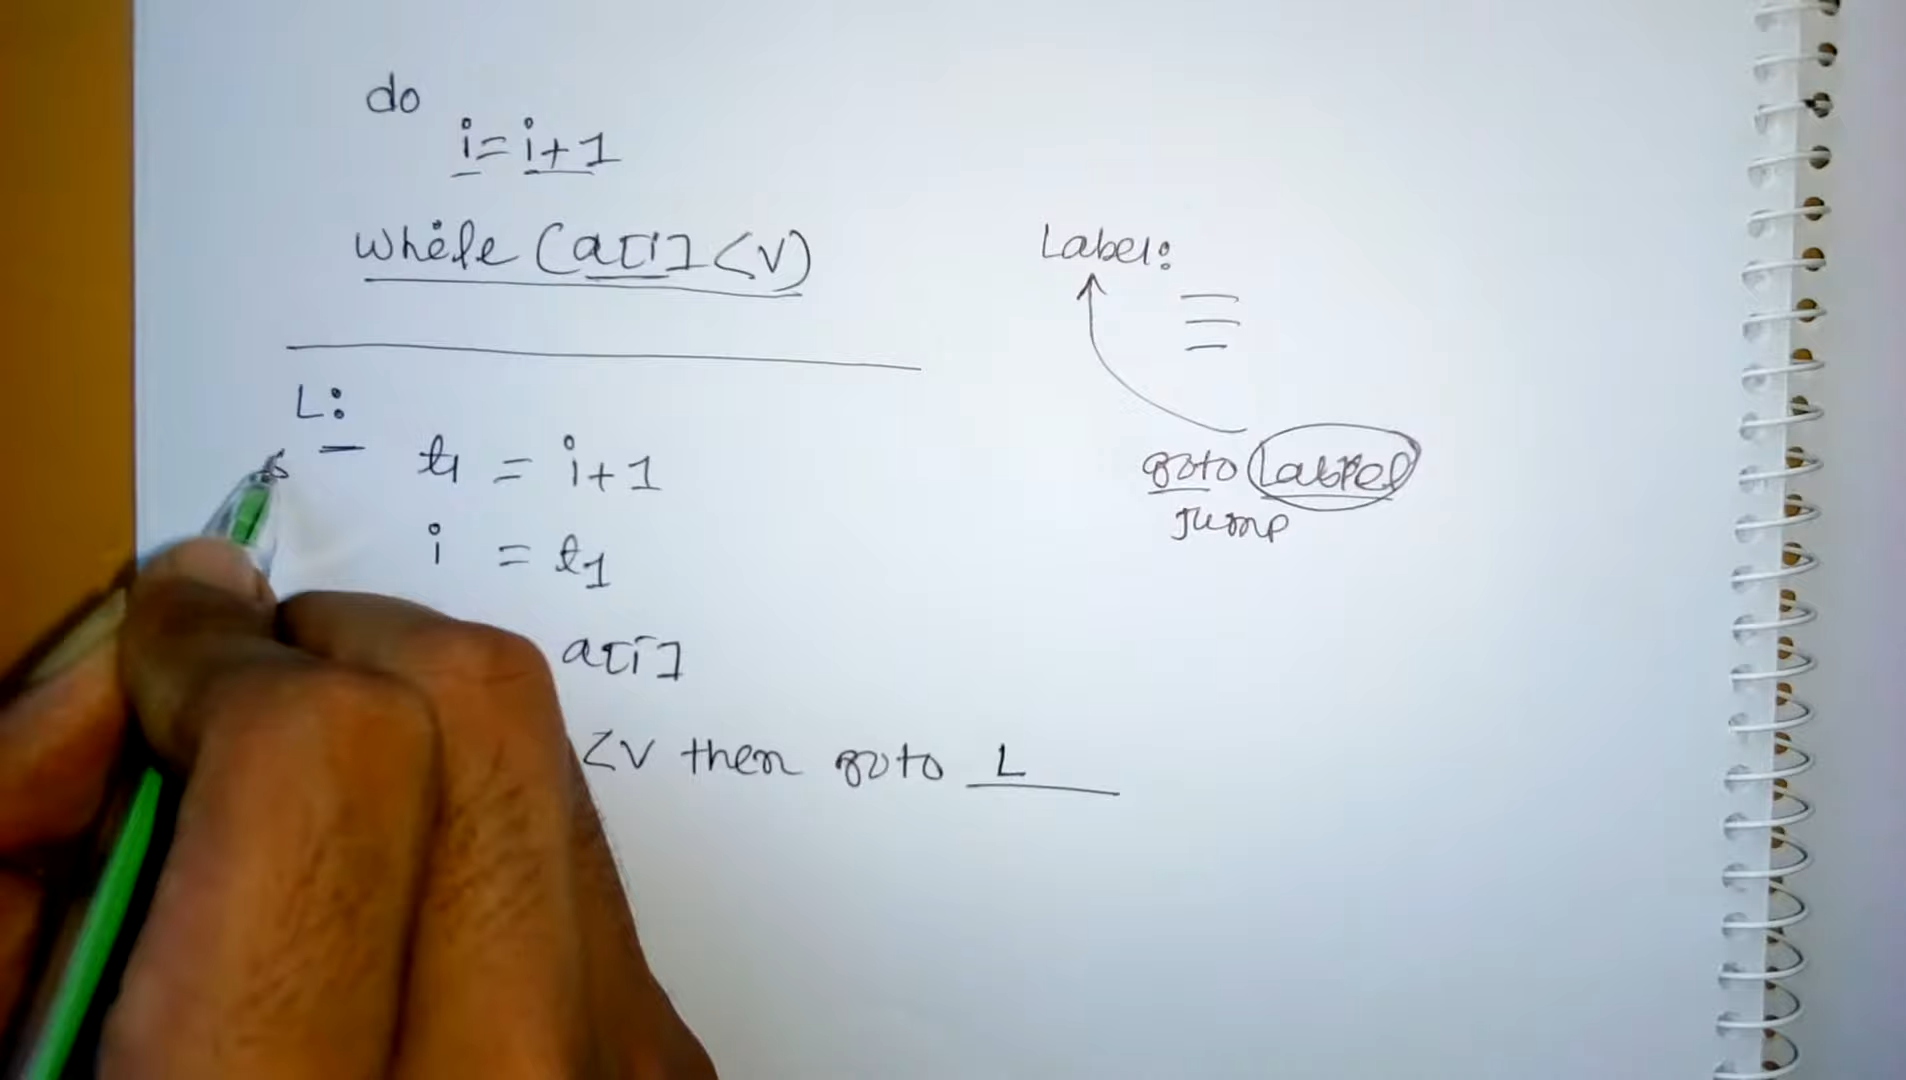 do
i = i+1
while (a[i] < v)
Label:
goto Label
Jump
L:
t1 = i+1
i = t1
a[i]
< v then goto L